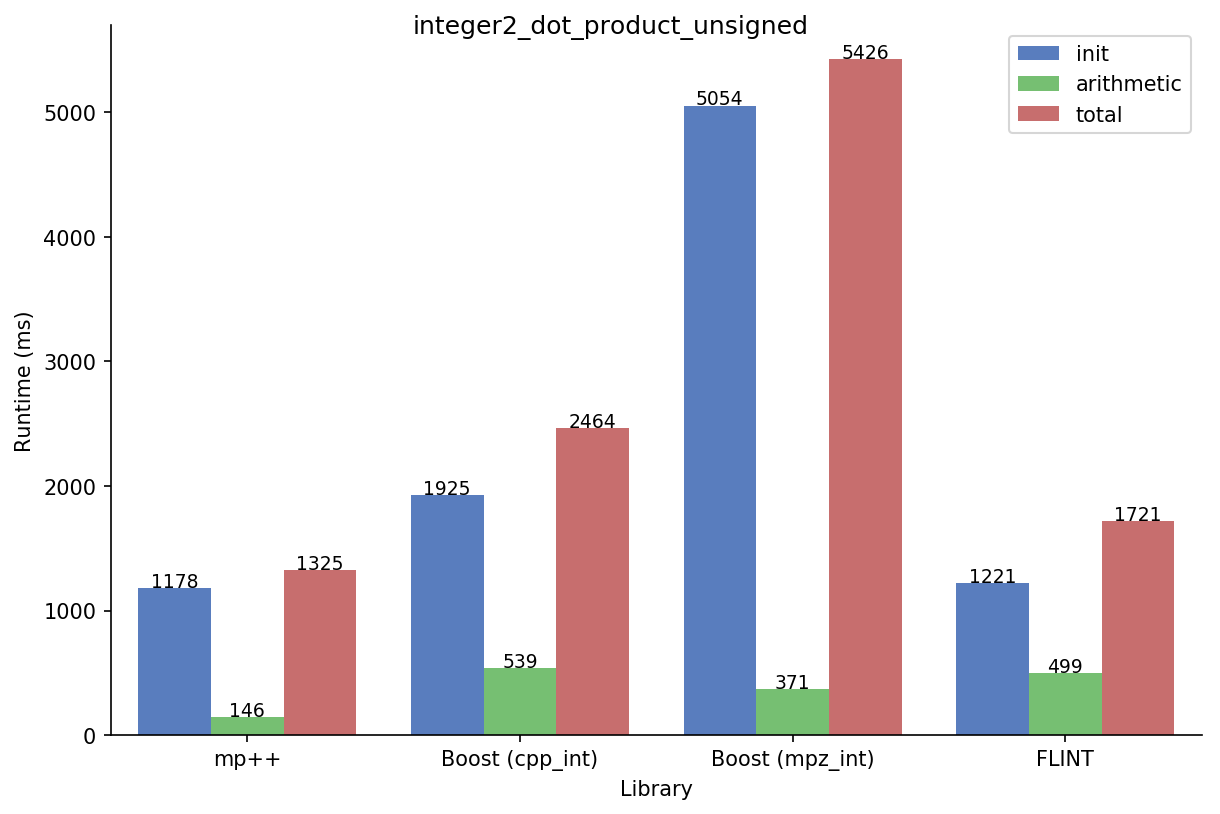 integer2_dot_product_unsigned
init
arithmetic
total
Runtime (ms)
5000
4000
3000
2000
1000
0
1178
146
1325
1925
539
2464
5054
371
5426
1221
499
1721
mp++
Boost (cpp_int)
Boost (mpz_int)
FLINT
Library